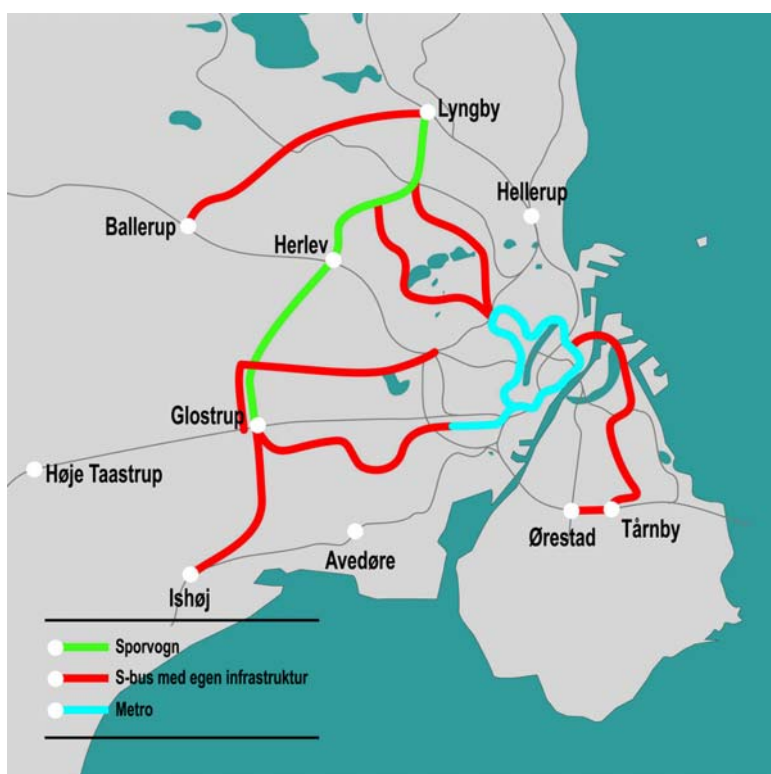 Lyngby
Hellerup
Ballerup
Herlev
Glostrup
Høje Taastrup
Ørestad
Tårnby
Avedøre
Ishøj
Sporvogn
S-bus med egen infrastruktur
Metro